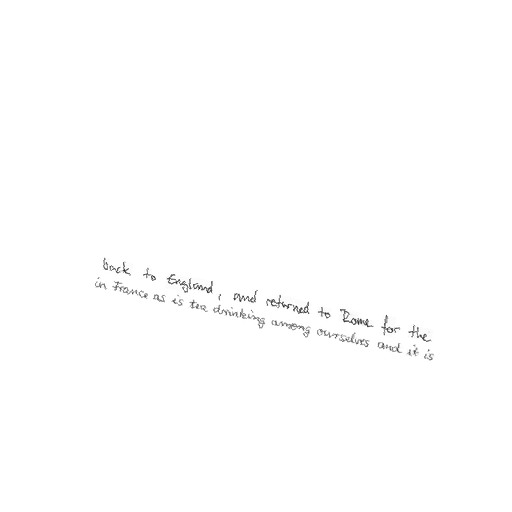 back to England, and returned to Rome for the
in France as is tea drinking among ourselves and it is